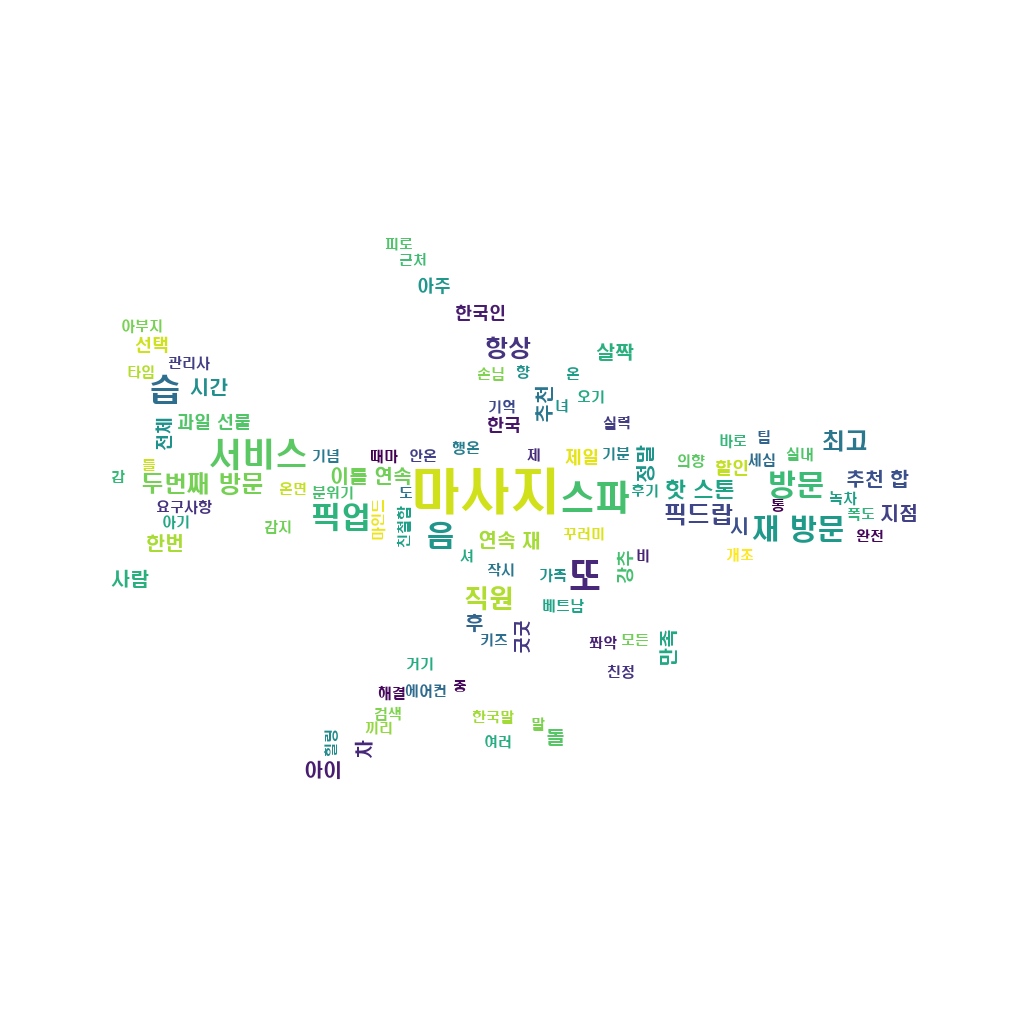 피로
근처
아주
한국인
아부지
선택
항상
살짝
관리사
타임
손님
향
온
습
시간
추천
녀
오기
기억
과일 선물
한국
실력
전체
최고
바로
팀
서비스
기념
때마
안온
행온
제
제일
기분
정말
의향
할인
세심
실내
감
틀
두번째 방문
이틀 연속
마사지
스파
후기
핫 스톤
방문
추천 합
온면
분위기
도
녹차
요구사항
픽업
마인드
픽드랍
통
폭도
지점
아기
감지
친절함
음
연속 재
꾸러미
시
재 방문
완전
한번
셔
가족
또
강추
비
개조
사람
작시
직원
베트남
후
키즈
굿굿
쫘악
모든
만족
거기
친정
해결
에어컨
종
검색
끼리
한국말
말
돌
힐링
차
여러
아이